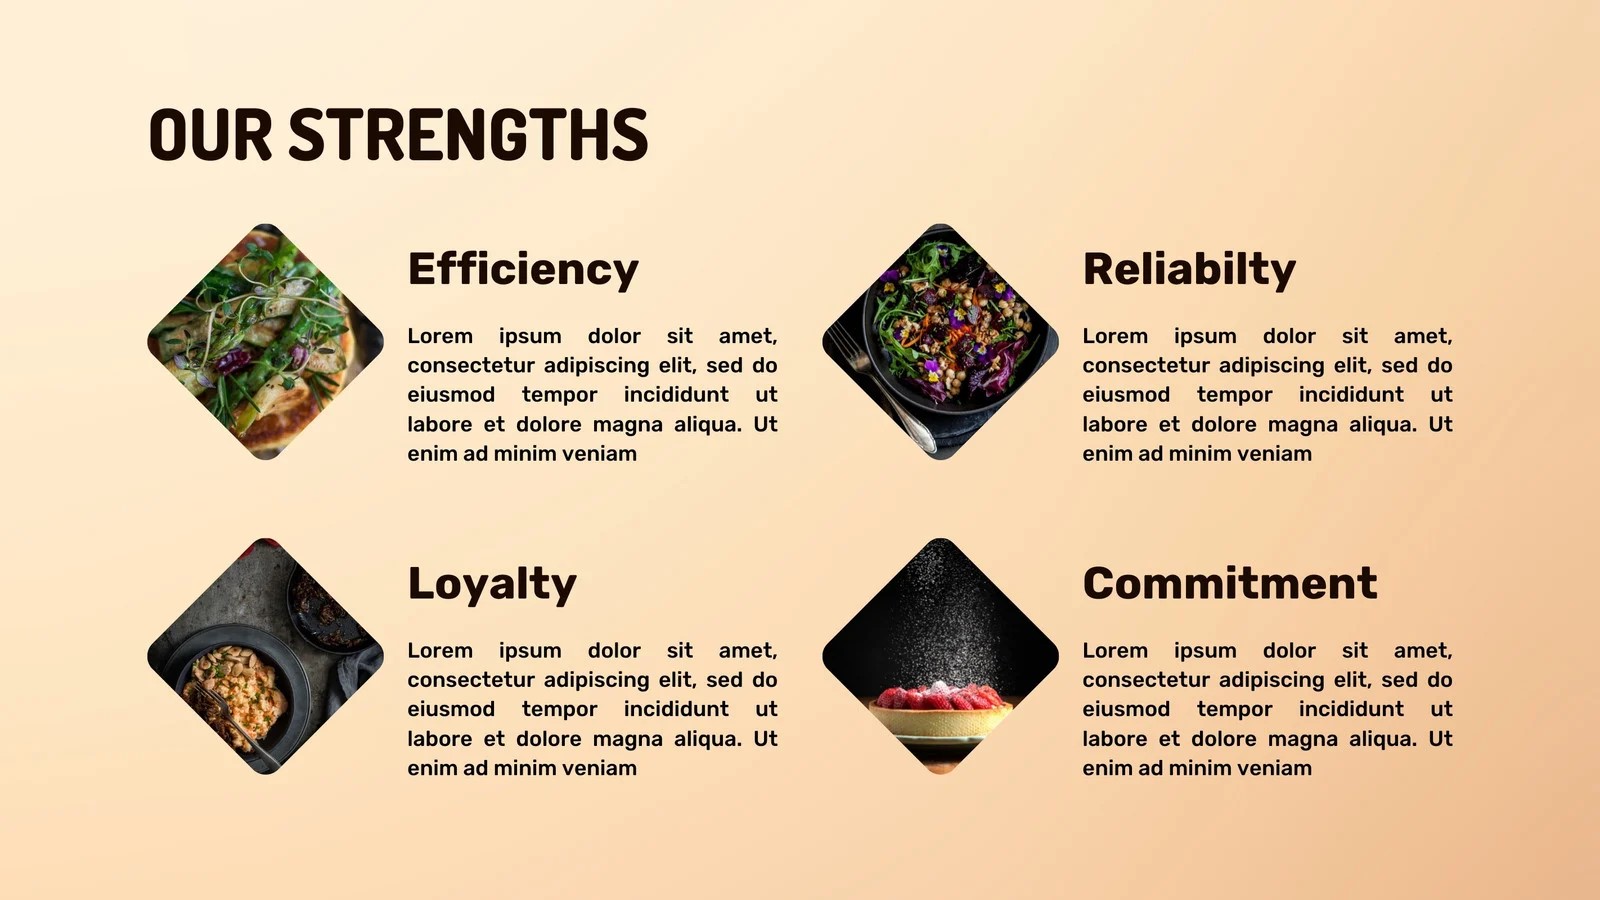 OUR STRENGTHS
Efficiency
Lorem ipsum dolor sit amet,
consectetur adipiscing elit, sed do
eiusmod tempor incididunt ut
labore et dolore magna aliqua. Ut
enim ad minim veniam
Reliabilty
Lorem ipsum dolor sit amet,
consectetur adipiscing elit, sed do
eiusmod tempor incididunt ut
labore et dolore magna aliqua. Ut
enim ad minim veniam
Loyalty
Lorem ipsum dolor sit amet,
consectetur adipiscing elit, sed do
eiusmod tempor incididunt ut
labore et dolore magna aliqua. Ut
enim ad minim veniam
Commitment
Lorem ipsum dolor sit amet,
consectetur adipiscing elit, sed do
eiusmod tempor incididunt ut
labore et dolore magna aliqua. Ut
enim ad minim veniam